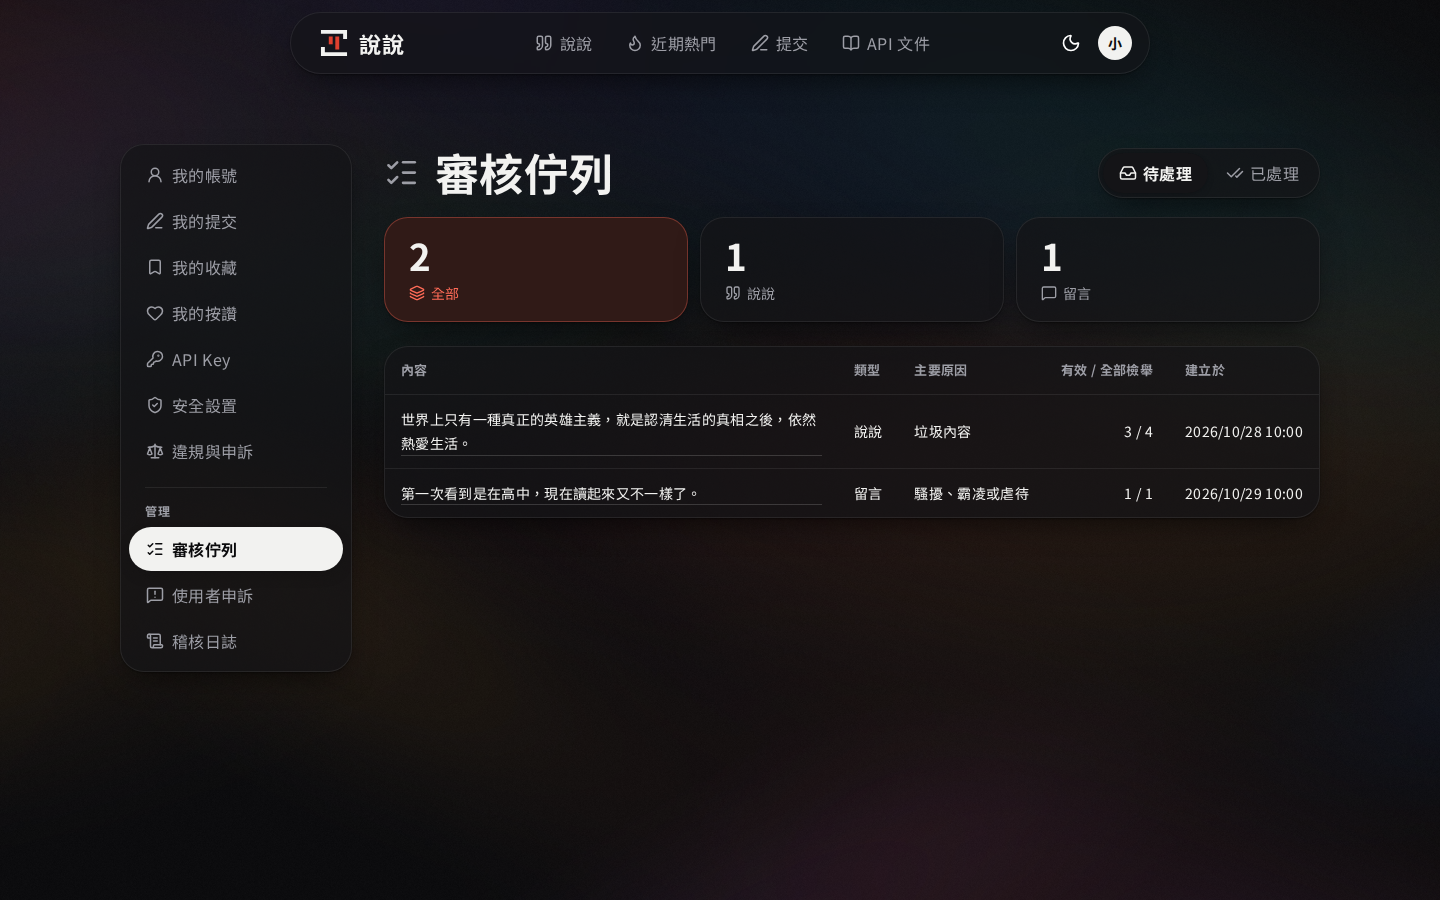 說說
說說
近期熱門
提交
API 文件
小
我的帳號
我的提交
我的收藏
我的按讚
API Key
安全設置
違規與申訴
管理
審核佇列
使用者申訴
稽核日誌
審核佇列
待處理
已處理
2
全部
1
說說
1
留言
內容
類型
主要原因
有效 / 全部檢舉
建立於
世界上只有一種真正的英雄主義，就是認清生活的真相之後，依然
熱愛生活。
說說
垃圾內容
3 / 4
2026/10/28 10:00
第一次看到是在高中，現在讀起來又不一樣了。
留言
騷擾、霸凌或虐待
1 / 1
2026/10/29 10:00